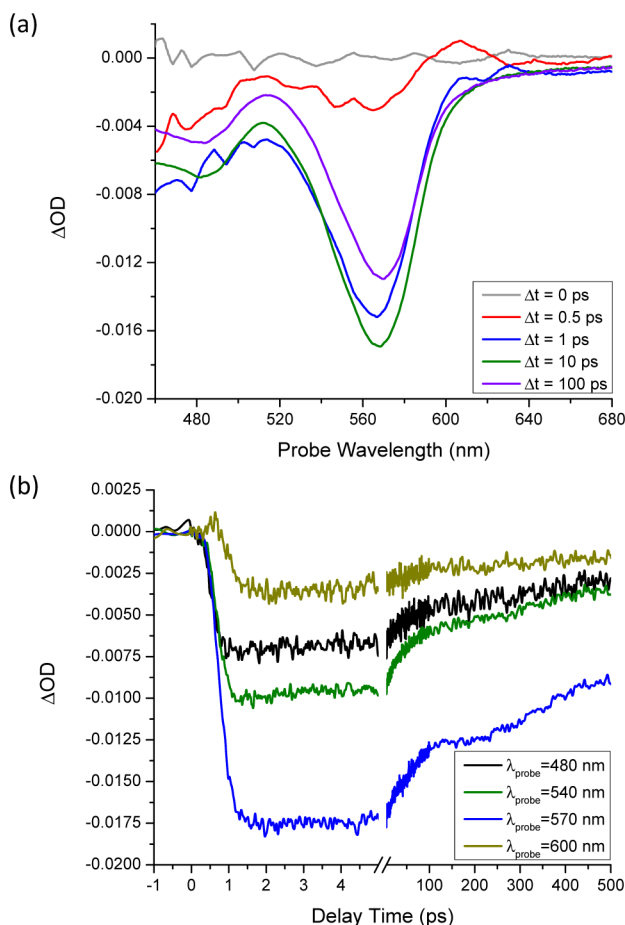 (a)
0.000
-0.004
-0.008
-0.012
-0.016
-0.020
ΔOD
480 520 560 600 640 680
Probe Wavelength (nm)
Δt = 0 ps
Δt = 0.5 ps
Δt = 1 ps
Δt = 10 ps
Δt = 100 ps
(b)
0.0025
0.0000
-0.0025
-0.0050
-0.0075
-0.0100
-0.0125
-0.0150
-0.0175
-0.0200
ΔOD
-1 0 1 2 3 4 100 200 300 400 500
Delay Time (ps)
λprobe=480 nm
λprobe=540 nm
λprobe=570 nm
λprobe=600 nm